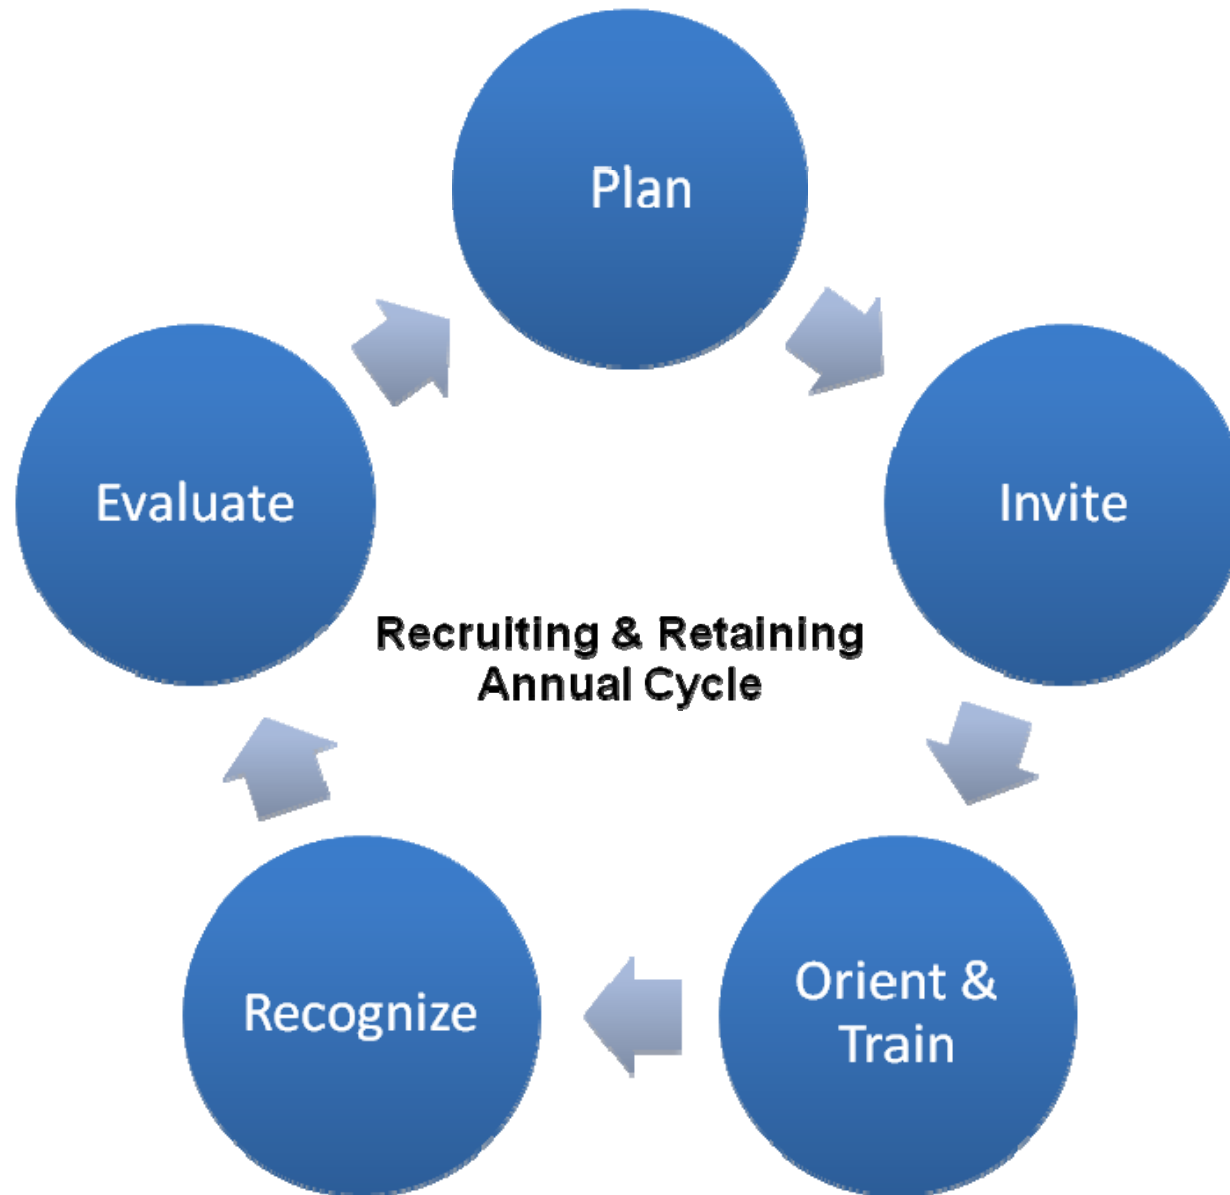 Plan
Invite
Orient &
Train
Recognize
Evaluate
Recruiting & Retaining
Annual Cycle